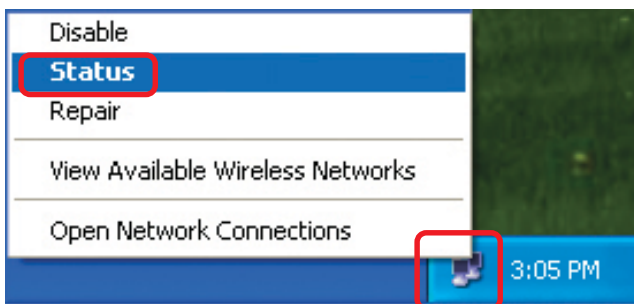 Disable
Status
Repair
View Available Wireless Networks
Open Network Connections
3:05 PM